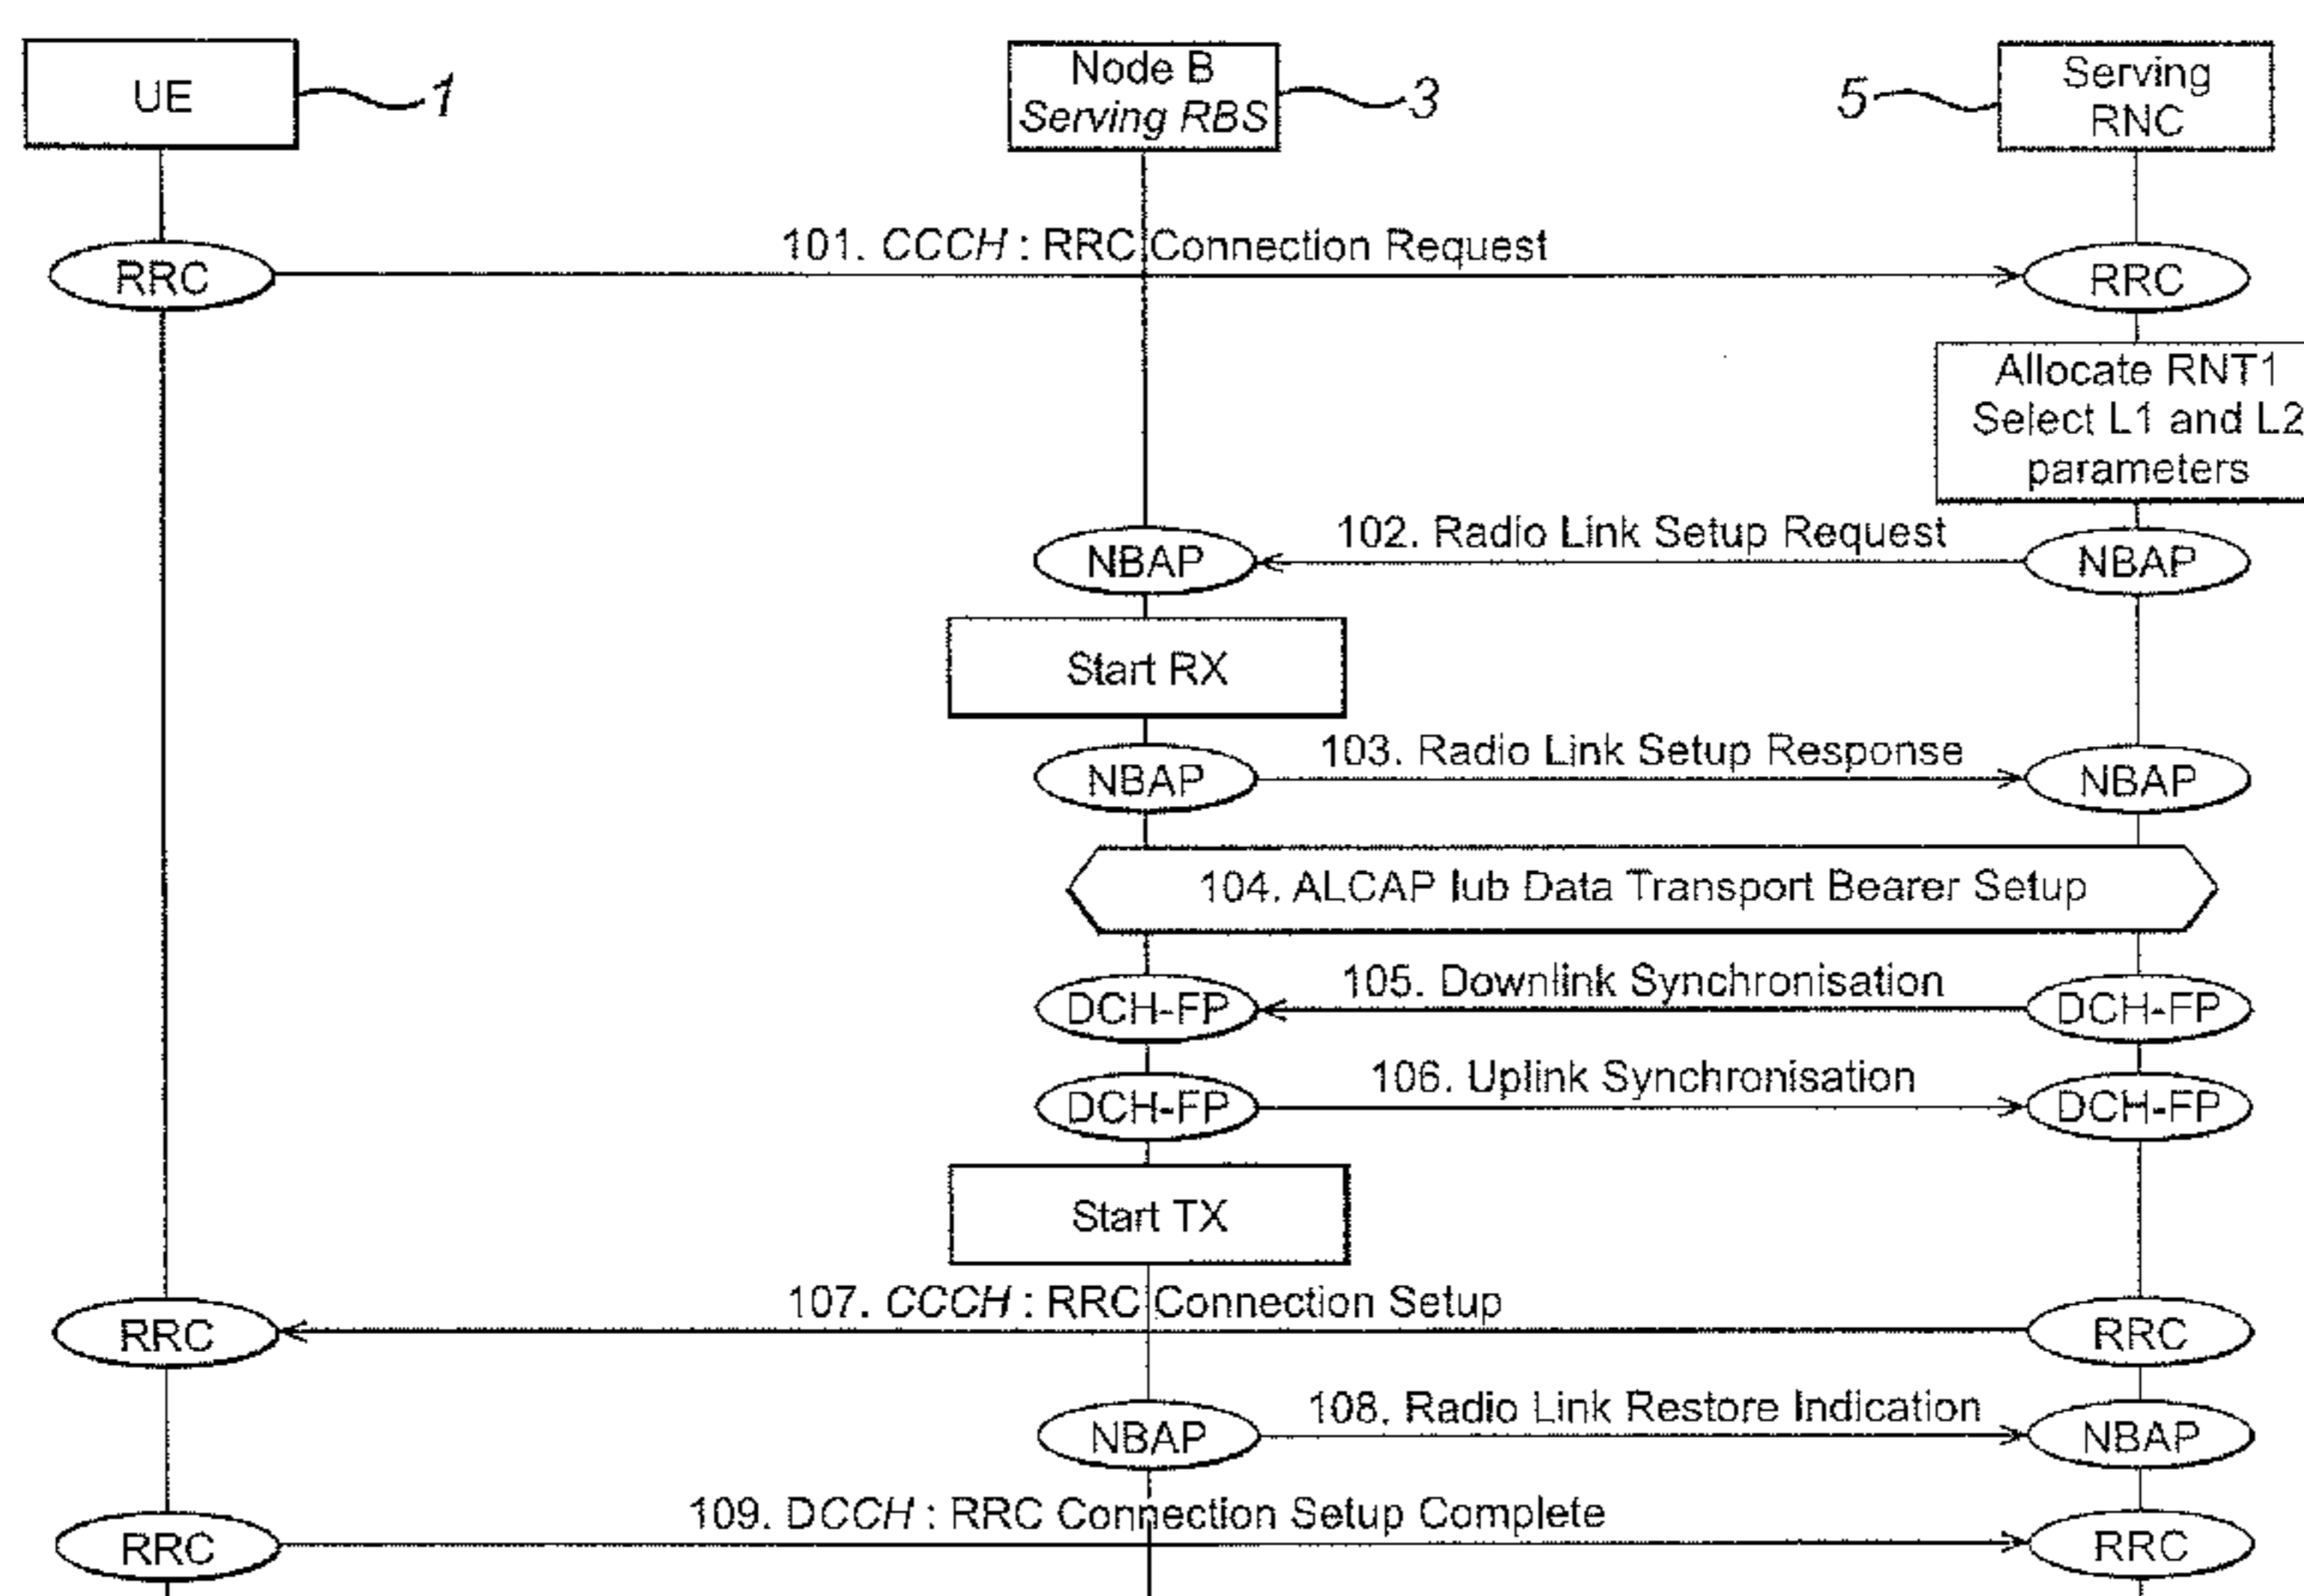 UE
1
Node B
Serving RBS
3
5
Serving
RNC
101. CCCH : RRC Connection Request
RRC
RRC
Allocate RNT1
Select L1 and L2
parameters
102. Radio Link Setup Request
NBAP
NBAP
Start RX
103. Radio Link Setup Response
NBAP
NBAP
104. ALCAP Iub Data Transport Bearer Setup
105. Downlink Synchronisation
DCH-FP
DCH-FP
106. Uplink Synchronisation
DCH-FP
DCH-FP
Start TX
107. CCCH : RRC Connection Setup
RRC
RRC
108. Radio Link Restore Indication
NBAP
NBAP
109. DCCH : RRC Connection Setup Complete
RRC
RRC